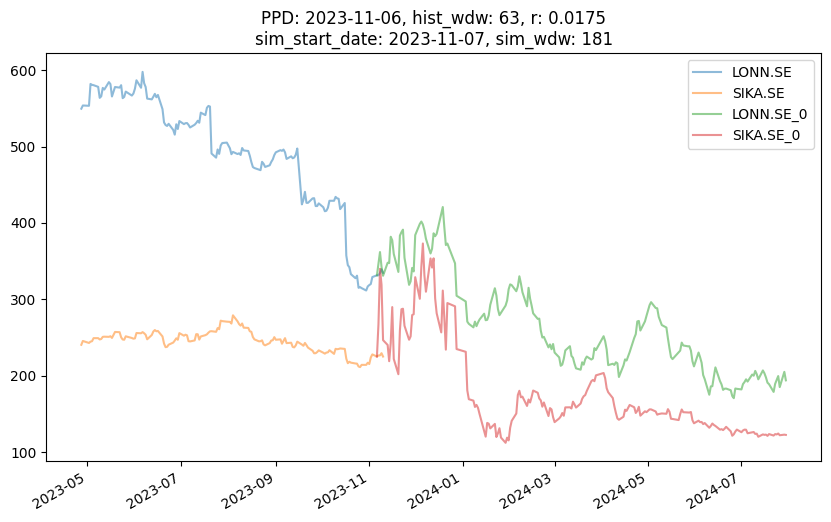 PPD: 2023-11-06, hist_wdw: 63, r: 0.0175
sim_start_date: 2023-11-07, sim_wdw: 181
LONN.SE
SIKA.SE
LONN.SE_0
SIKA.SE_0
600
500
400
300
200
100
2023-05
2023-07
2023-09
2023-11
2024-01
2024-03
2024-05
2024-07